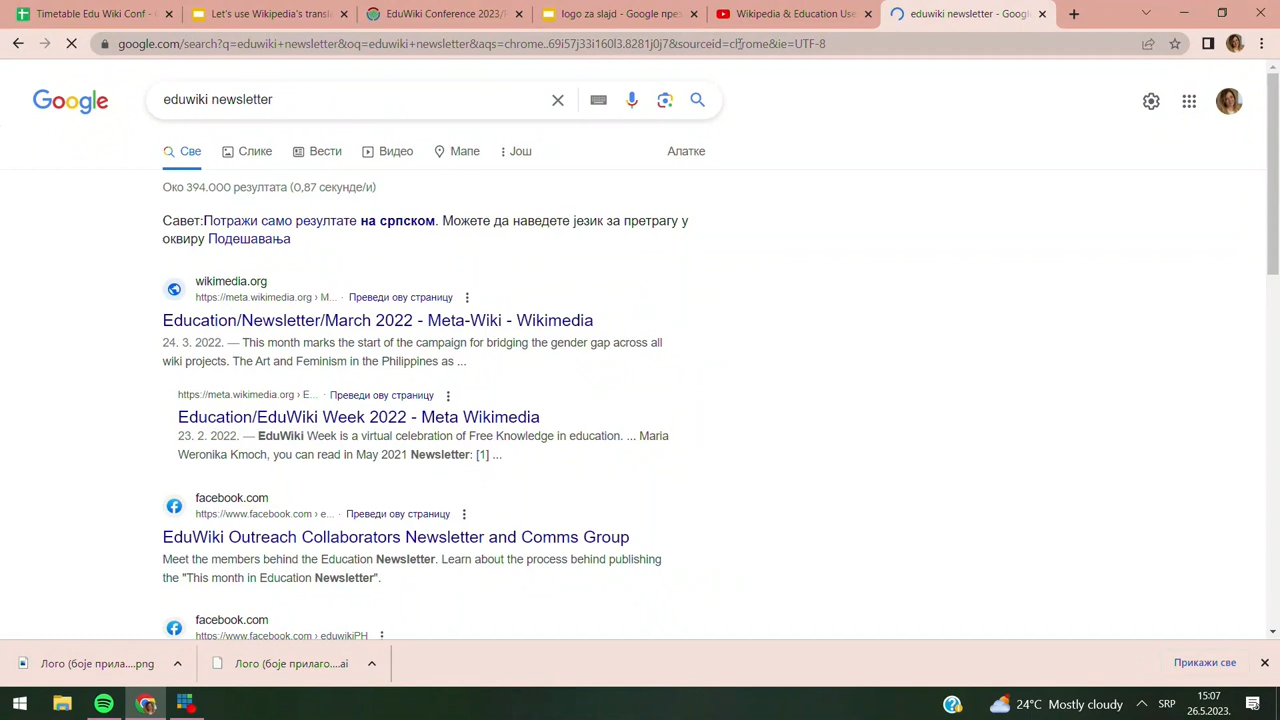 Timetable Edu Wiki Conf -
Let's use Wikipedia's trans
EduWiki Conference 2023/
logo za slajd - Google пре
Wikipedia & Education Use
eduwiki newsletter - Goog
google.com/search?q=eduwiki+newsletter&oq=eduwiki+newsletter&aqs=chrome..69i57j33i160l3.8281j0j7&sourceid=chrome&ie=UTF-8
Google
eduwiki newsletter
Све
Слике
Вести
Видео
Мапе
Још
Алатке
Око 394.000 резултата (0,87 секунде/и)
Савет:Потражи само резултате на српском. Можете да наведете језик за претрагу у
оквиру Подешавања
wikimedia.org
https://meta.wikimedia.org › M... · Преведи ову страницу
Education/Newsletter/March 2022 - Meta-Wiki - Wikimedia
24. 3. 2022. — This month marks the start of the campaign for bridging the gender gap across all
wiki projects. The Art and Feminism in the Philippines as ...
https://meta.wikimedia.org › E... · Преведи ову страницу
Education/EduWiki Week 2022 - Meta Wikimedia
23. 2. 2022. — EduWiki Week is a virtual celebration of Free Knowledge in education. ... Maria
Weronika Kmoch, you can read in May 2021 Newsletter: [1] ...
facebook.com
https://www.facebook.com › e... · Преведи ову страницу
EduWiki Outreach Collaborators Newsletter and Comms Group
Meet the members behind the Education Newsletter. Learn about the process behind publishing
the "This month in Education Newsletter".
facebook.com
https://www.facebook.com › eduwikiPH
Лого (боје прила....png
Лого (боје прилаго....ai
Прикажи све
24°C Mostly cloudy
SRP
15:07
26.5.2023.